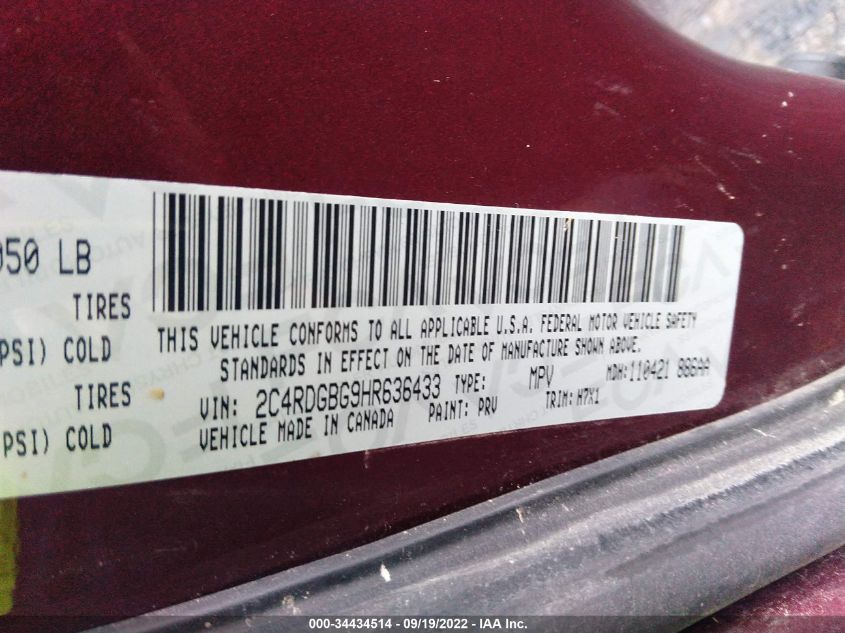 050 LB
TIRES
PSI) COLD
TIRES
PSI) COLD
THIS VEHICLE CONFORMS TO ALL APPLICABLE U.S.A. FEDERAL MOTOR VEHICLE SAFETY
STANDARDS IN EFFECT ON THE DATE OF MANUFACTURE SHOWN ABOVE.
VIN: 2C4RDGBG9HR636433 TYPE: MPV MDH:110421 886AA
VEHICLE MADE IN CANADA PAINT: PRV TRIM: H7X1
000-34434514 - 09/19/2022 - IAA Inc.